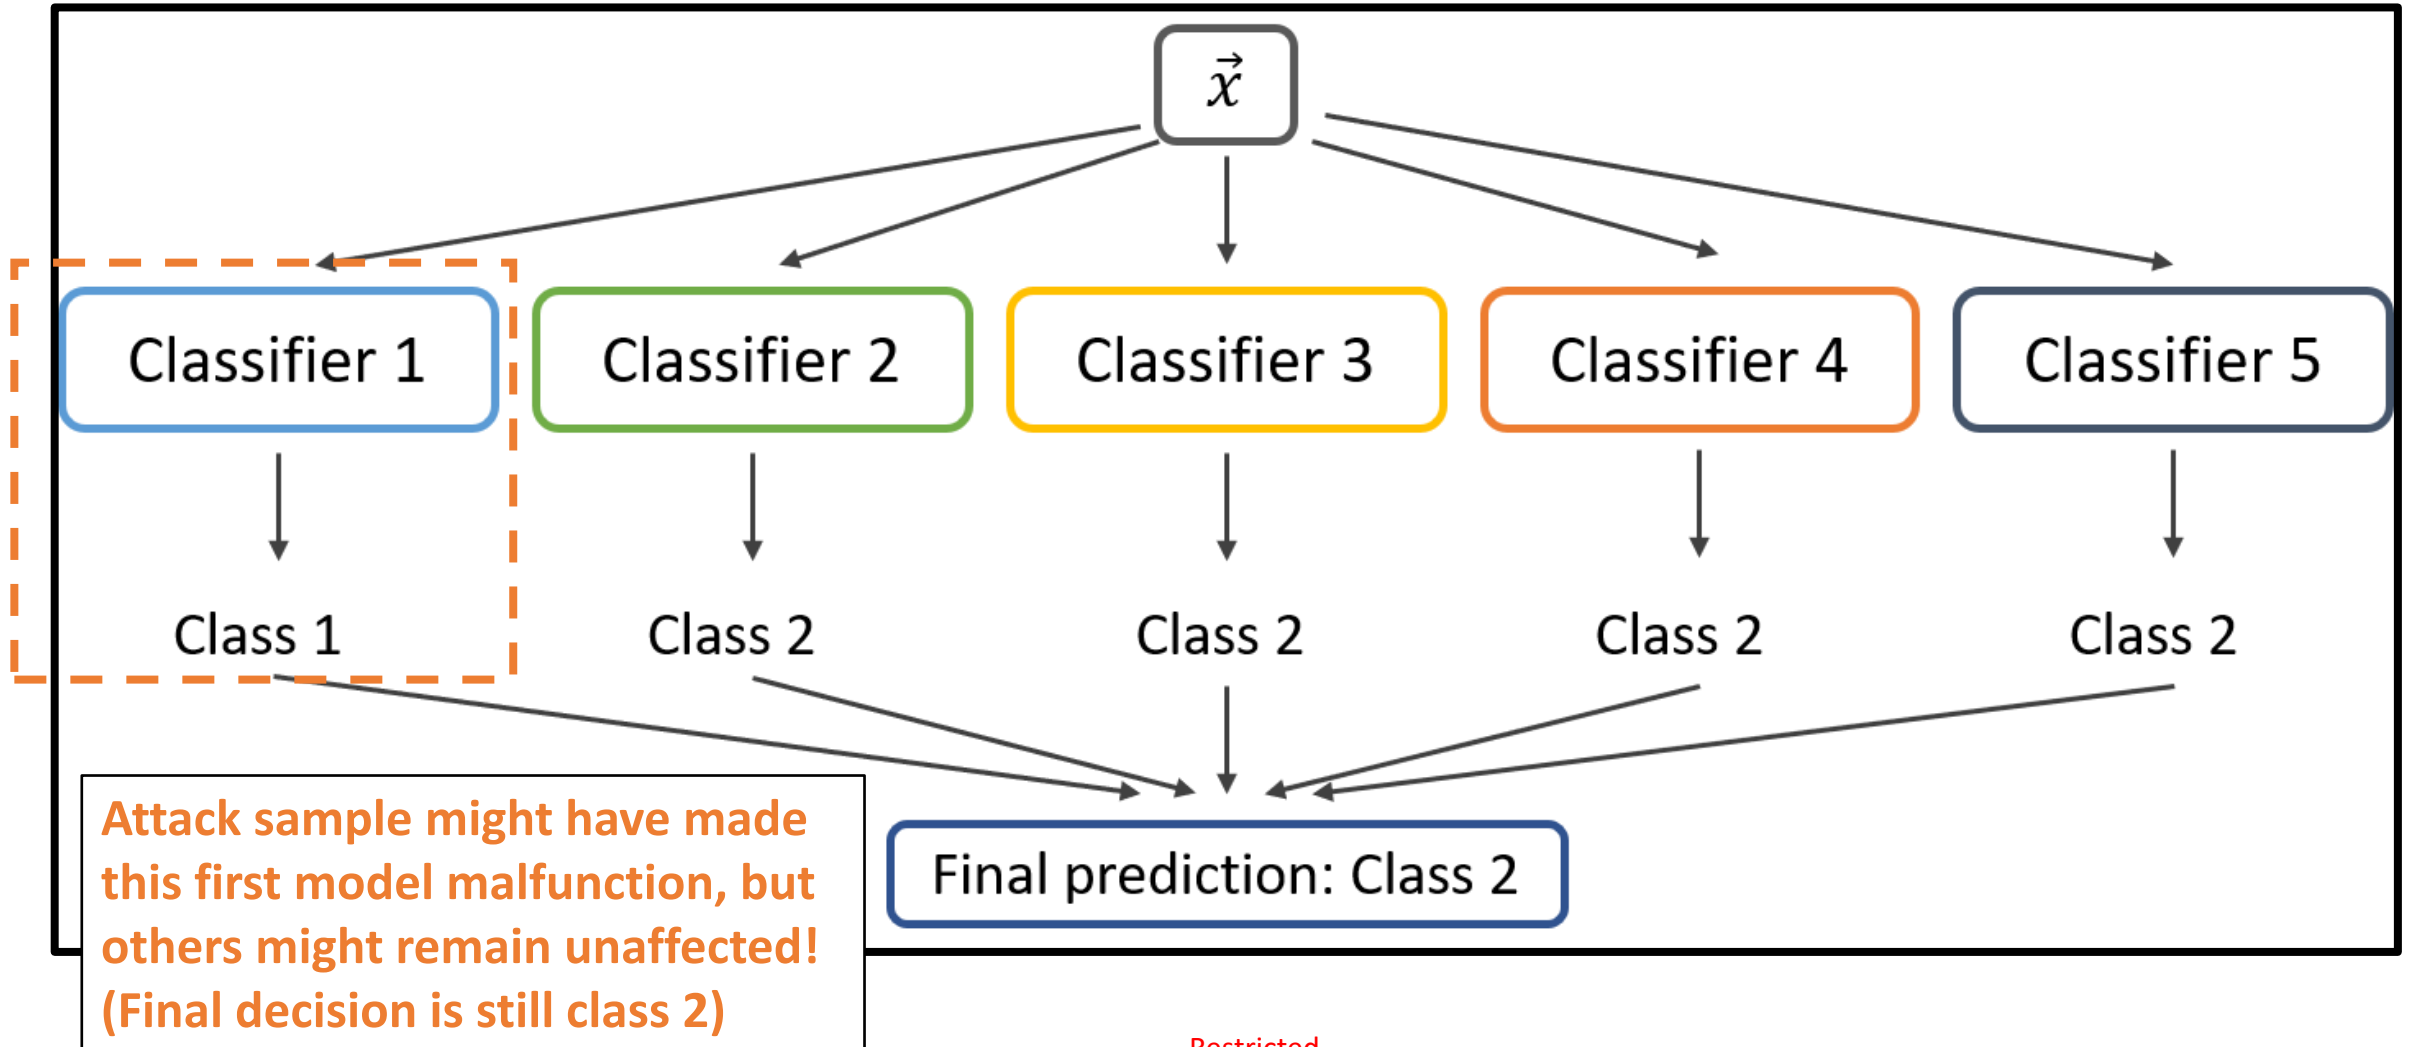 x⃗
Classifier 1
Classifier 2
Classifier 3
Classifier 4
Classifier 5
Class 1
Class 2
Class 2
Class 2
Class 2
Attack sample might have made
this first model malfunction, but
others might remain unaffected!
(Final decision is still class 2)
Final prediction: Class 2
Restricted